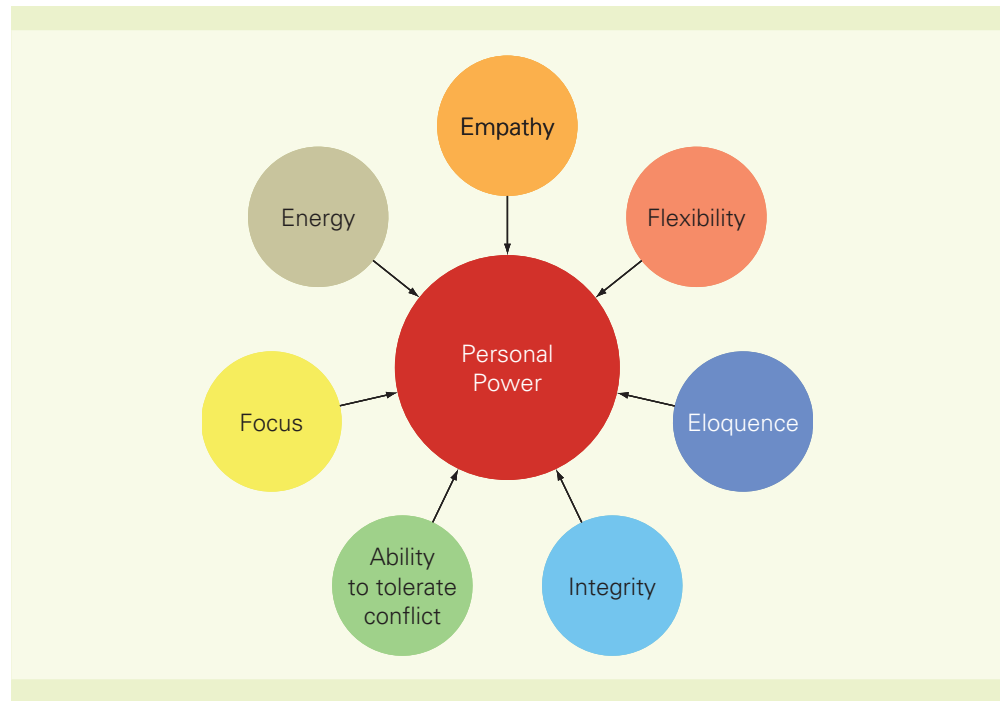 Empathy
Energy
Flexibility
Personal
Power
Focus
Eloquence
Ability
to tolerate
conflict
Integrity